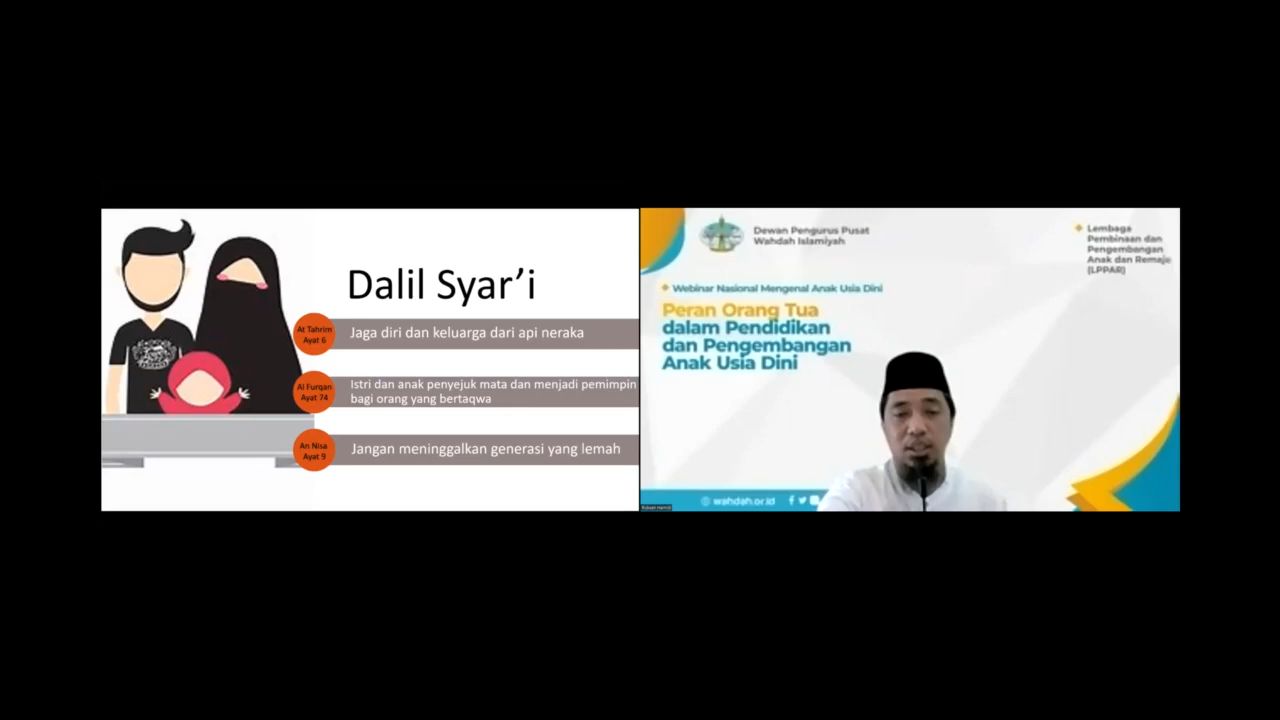 Dalil Syar’i
At Tahrim
Ayat 6
Jaga diri dan keluarga dari api neraka
Al Furqan
Ayat 74
Istri dan anak penyejuk mata dan menjadi pemimpin
bagi orang yang bertaqwa
An Nisa
Ayat 9
Jangan meninggalkan generasi yang lemah
Dewan Pengurus Pusat
Wahdah Islamiyah
Lembaga
Pembinaan dan
Pengembangan
Anak dan Remaja
(LPPAR)
Webinar Nasional Mengenal Anak Usia Dini
Peran Orang Tua
dalam Pendidikan
dan Pengembangan
Anak Usia Dini
wahdah.or.id